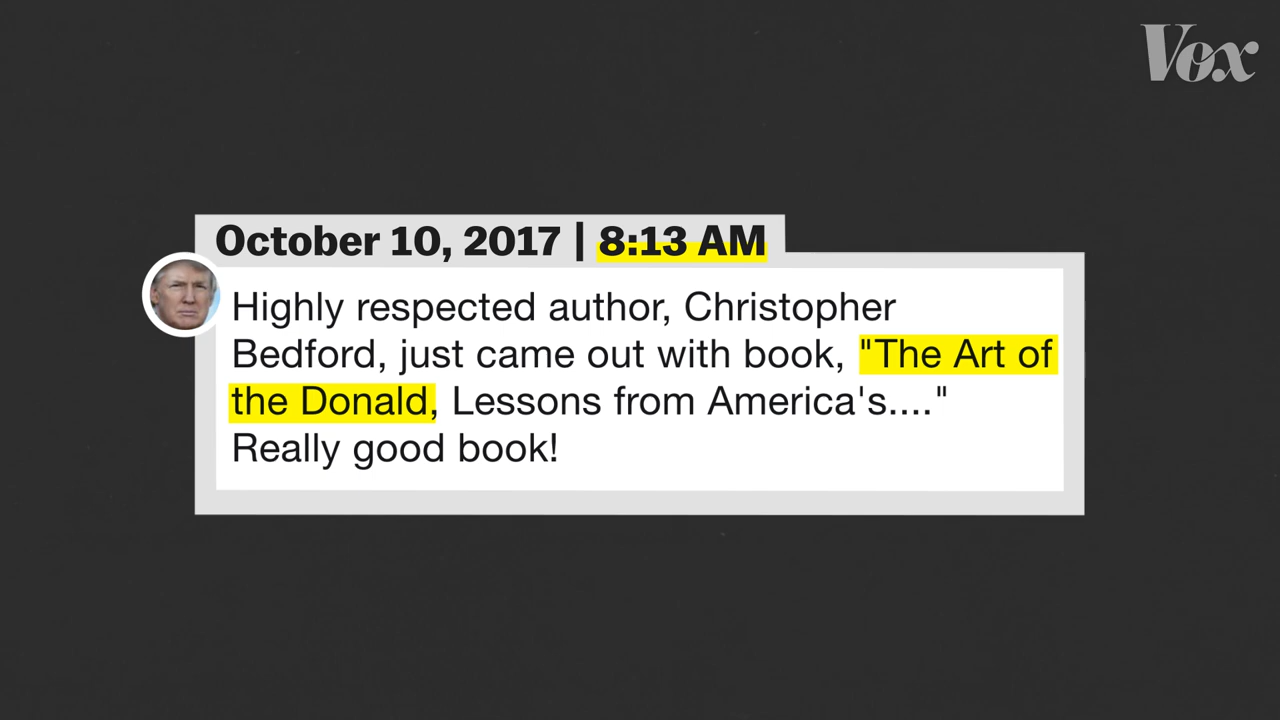 Vox
October 10, 2017 | 8:13 AM
Highly respected author, Christopher
Bedford, just came out with book, "The Art of
the Donald, Lessons from America's...."
Really good book!